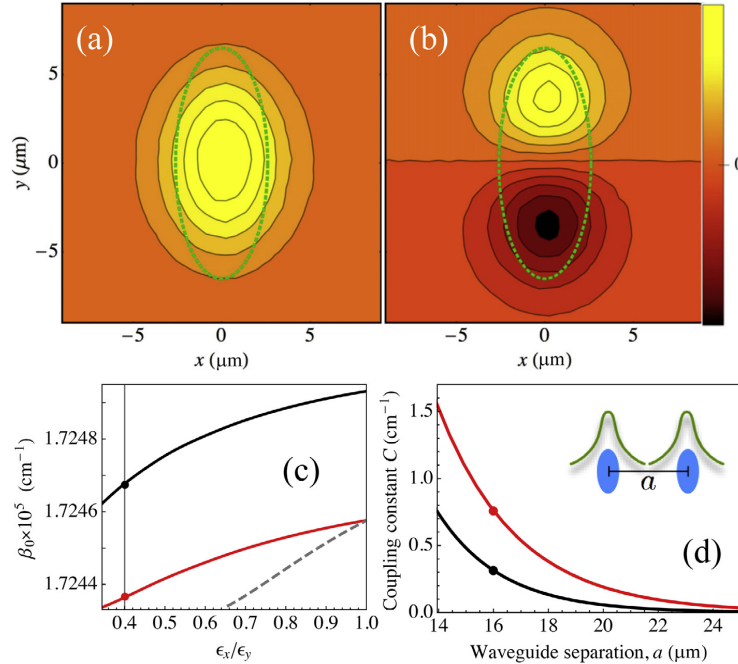 (a)
(b)
5
0
−5
y (μm)
−5
0
5
−5
0
5
x (μm)
x (μm)
0
1.7248
1.7246
1.7244
β₀×10⁵ (cm⁻¹)
(c)
0.4
0.5
0.6
0.7
0.8
0.9
1.0
ϵₓ/ϵᵧ
1.5
1.0
0.5
0.0
Coupling constant C (cm⁻¹)
a
(d)
14
16
18
20
22
24
Waveguide separation, a (μm)